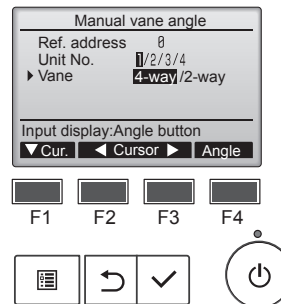 Manual vane angle
Ref. address 0
Unit No. 1/2/3/4
▶ Vane 4-way/2-way
Input display:Angle button
▼ Cur. ◀ Cursor ▶ Angle
F1 F2 F3 F4